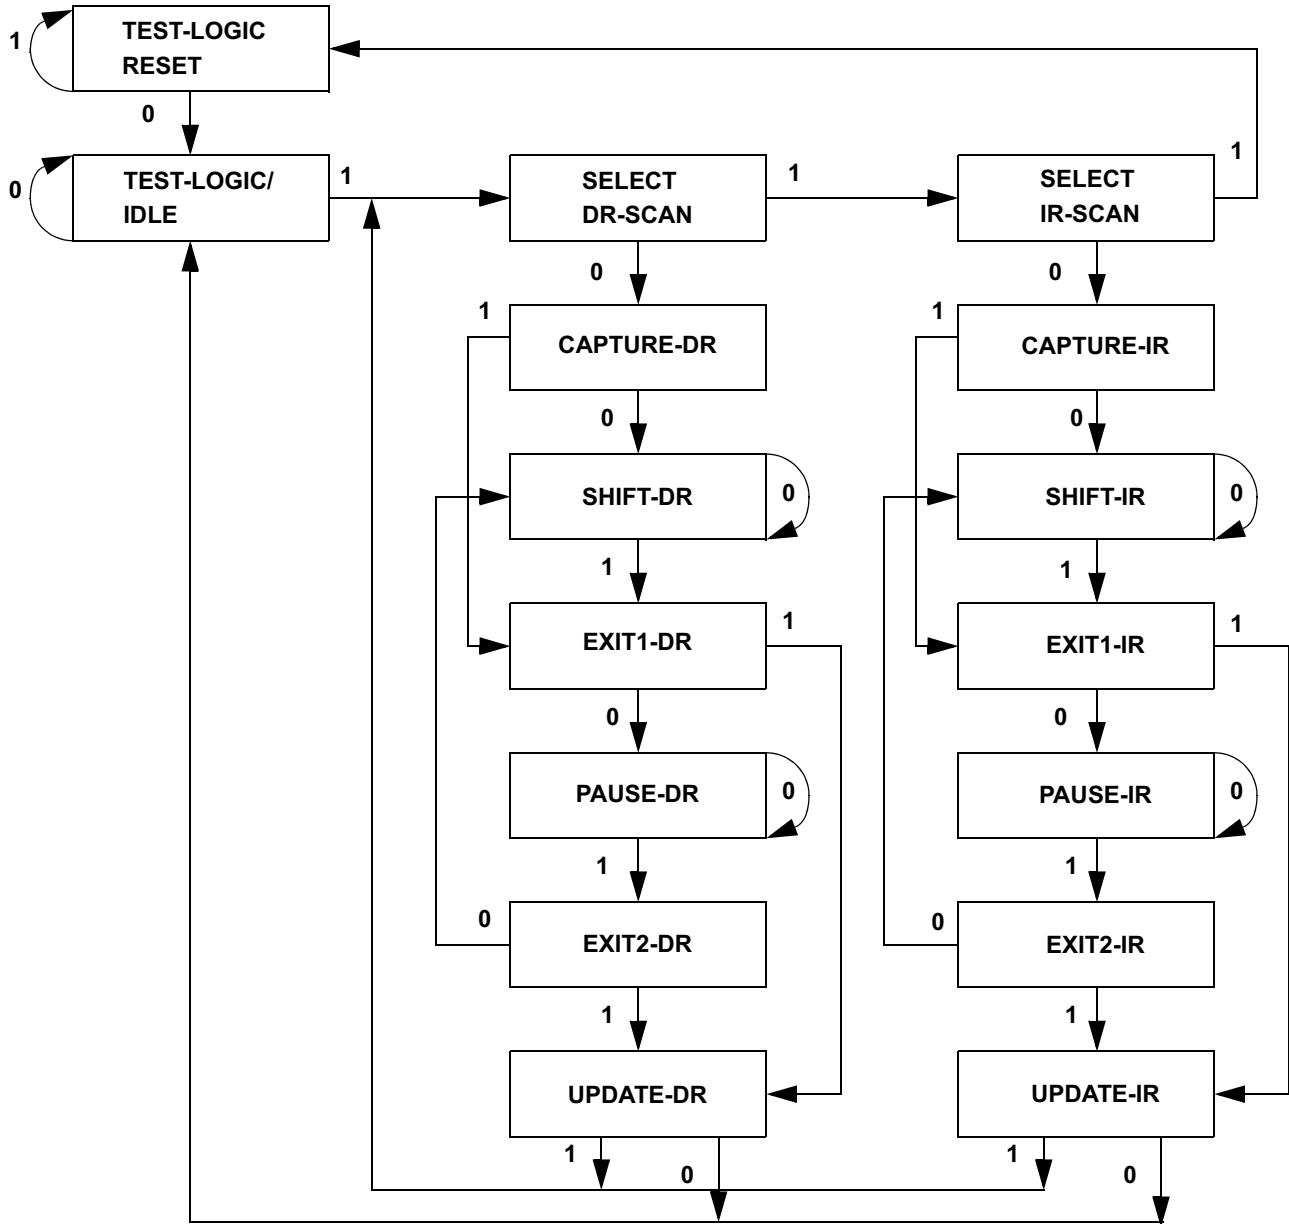 TEST-LOGIC
RESET
1
0
TEST-LOGIC/
IDLE
0
1
SELECT
DR-SCAN
1
SELECT
IR-SCAN
1
0
0
1
CAPTURE-DR
1
CAPTURE-IR
0
0
SHIFT-DR
0
SHIFT-IR
0
1
1
EXIT1-DR
1
EXIT1-IR
1
0
0
PAUSE-DR
0
PAUSE-IR
0
1
1
0
EXIT2-DR
0
EXIT2-IR
1
1
UPDATE-DR
UPDATE-IR
1
0
1
0